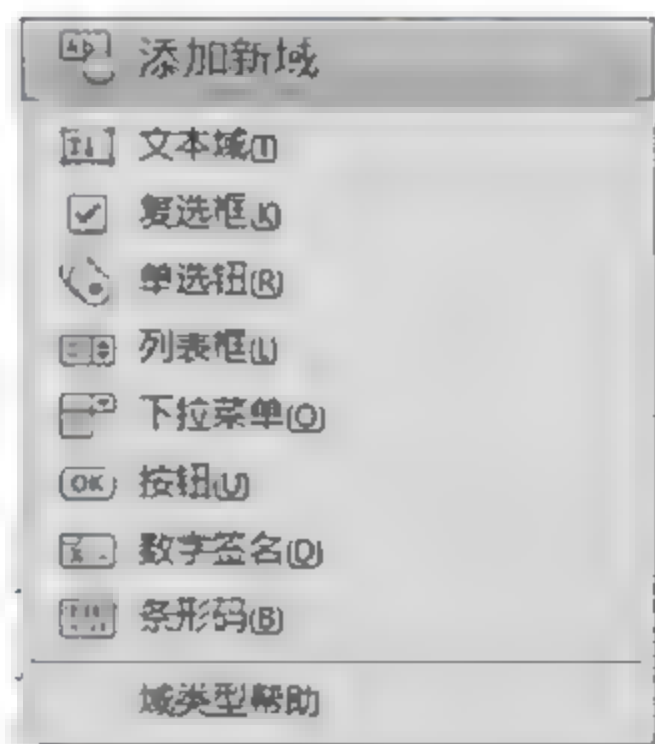 添加新域
文本域(T)
复选框(K)
单选钮(R)
列表框(L)
下拉菜单(O)
OK 按钮(U)
数字签名(D)
条形码(B)
域类型帮助